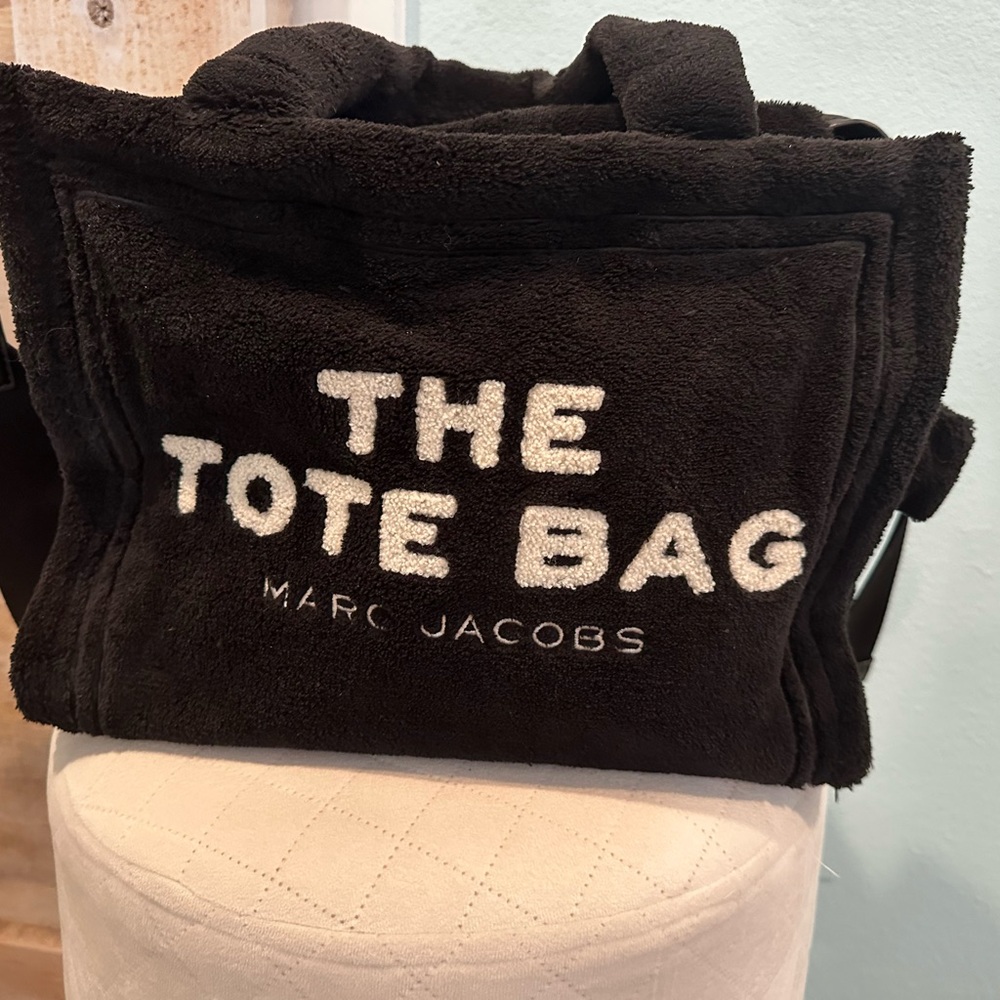 THE
TOTE BAG
MARC JACOBS